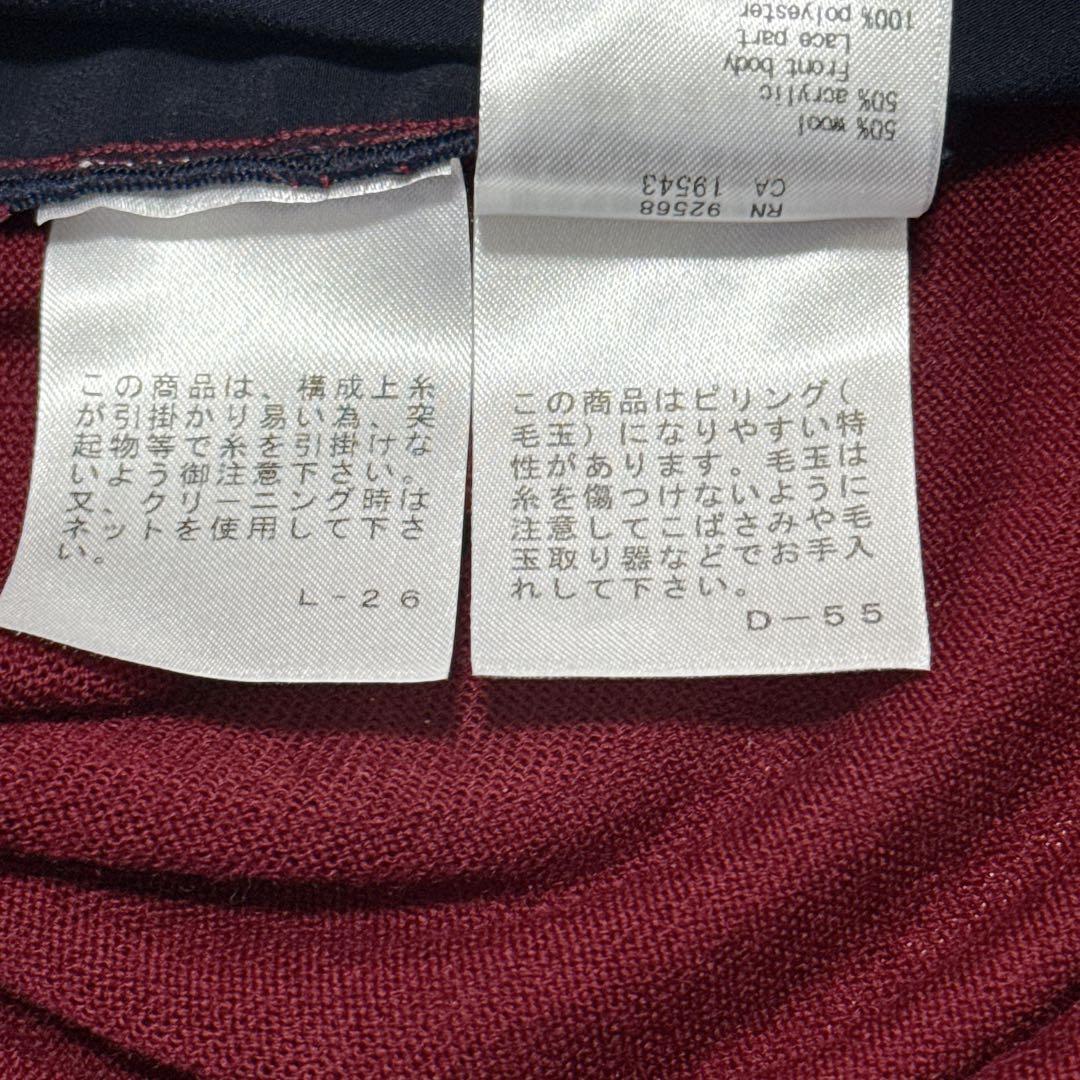 RN 92568
CA 19543
50% wool
50% acrylic
Front body
Lace part
100% polyester
この商品は、構成上、糸
が引掛かり易い為、突
起物等で糸を引掛けな
いよう御注意下さい。
又、クリーニング時は
ネットを使用して下さ
い。
L-26
この商品はピリング(
毛玉)になりやすい特
性があります。毛玉は
糸を傷つけないように
注意してこばさみや毛
玉取り器などでお手入
れして下さい。
D-55